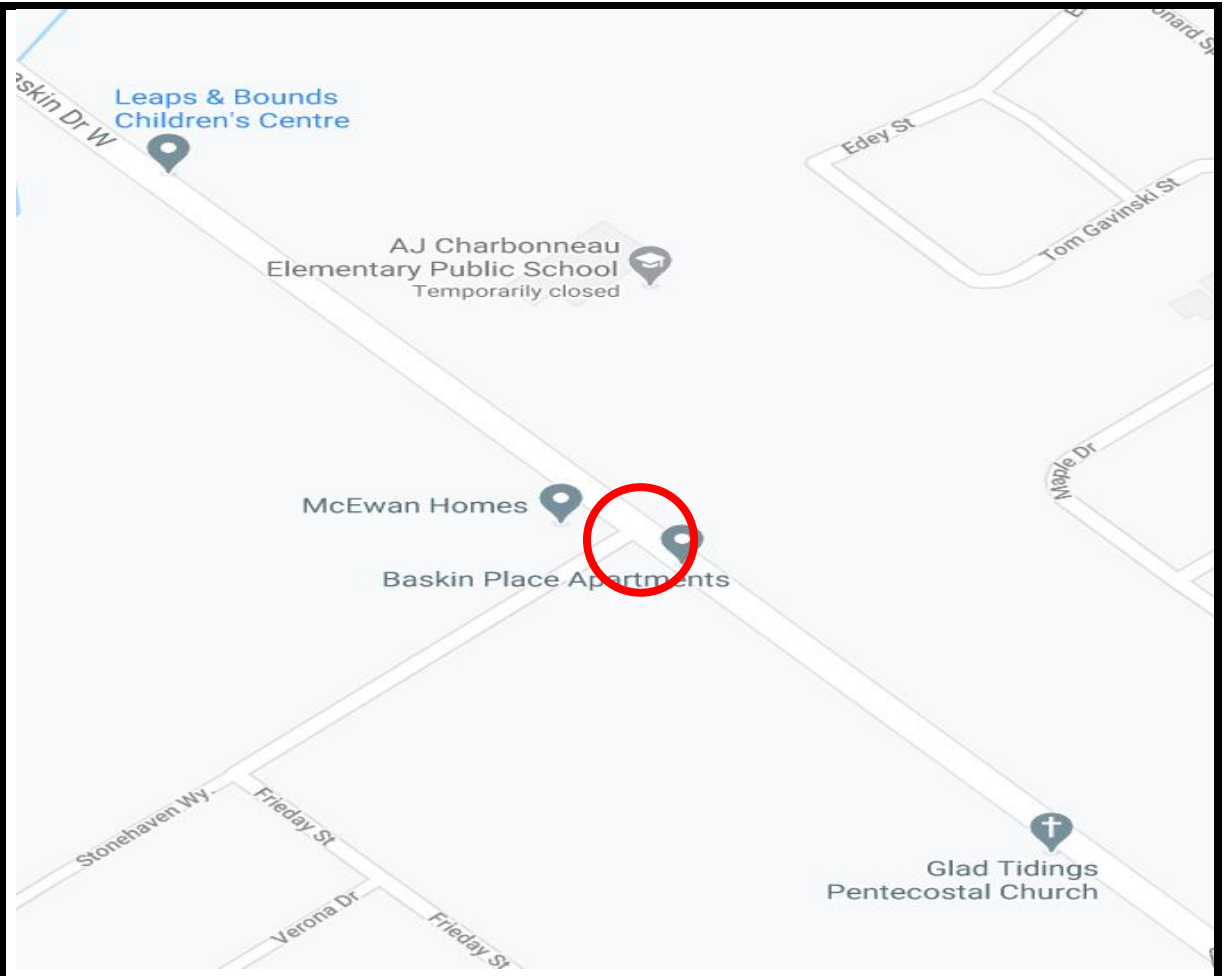 Leaps & Bounds
Children's Centre
Edey St
Tom Gavinski St
AJ Charbonneau
Elementary Public School
Temporarily closed
Maple Dr
McEwan Homes
Baskin Place Apartments
Stonehaven Wy.
Frieday St
Verona Dr
Frieday St
Glad Tidings
Pentecostal Church
Dr W